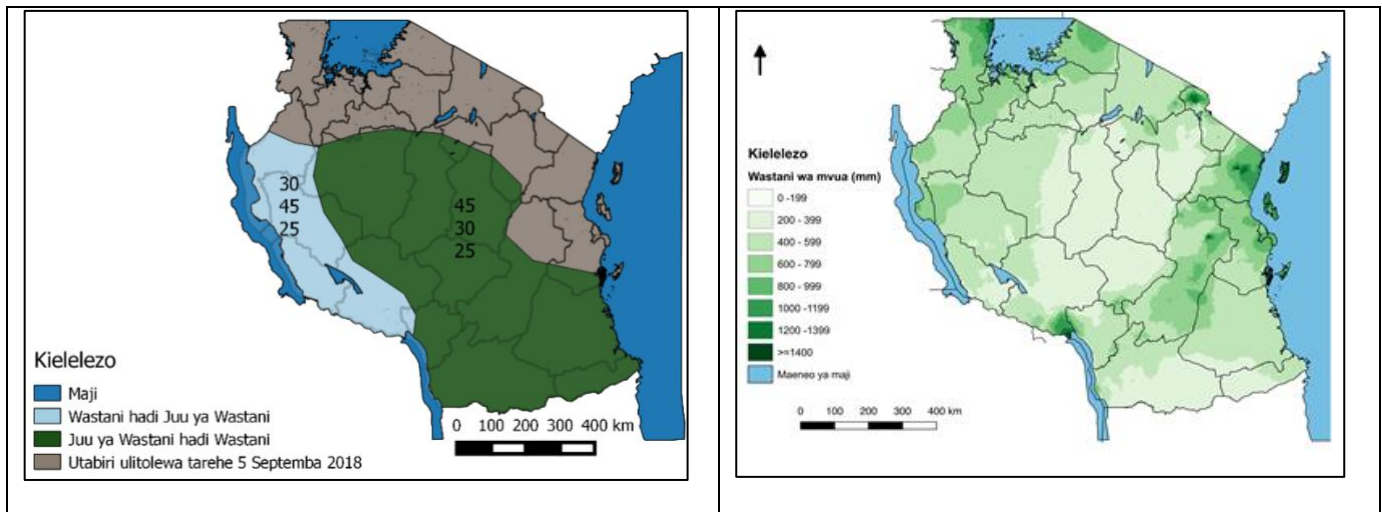 30
45
25
45
30
25
Kielelezo
Maji
Wastani hadi Juu ya Wastani
Juu ya Wastani hadi Wastani
Utabiri ulitolewa tarehe 5 Septemba 2018
0 100 200 300 400 km
Kielelezo
Wastani wa mvua (mm)
0 -199
200 - 399
400 - 599
600 - 799
800 - 999
1000 -1199
1200 -1399
>=1400
Maeneo ya maji
0 100 200 300 400 km